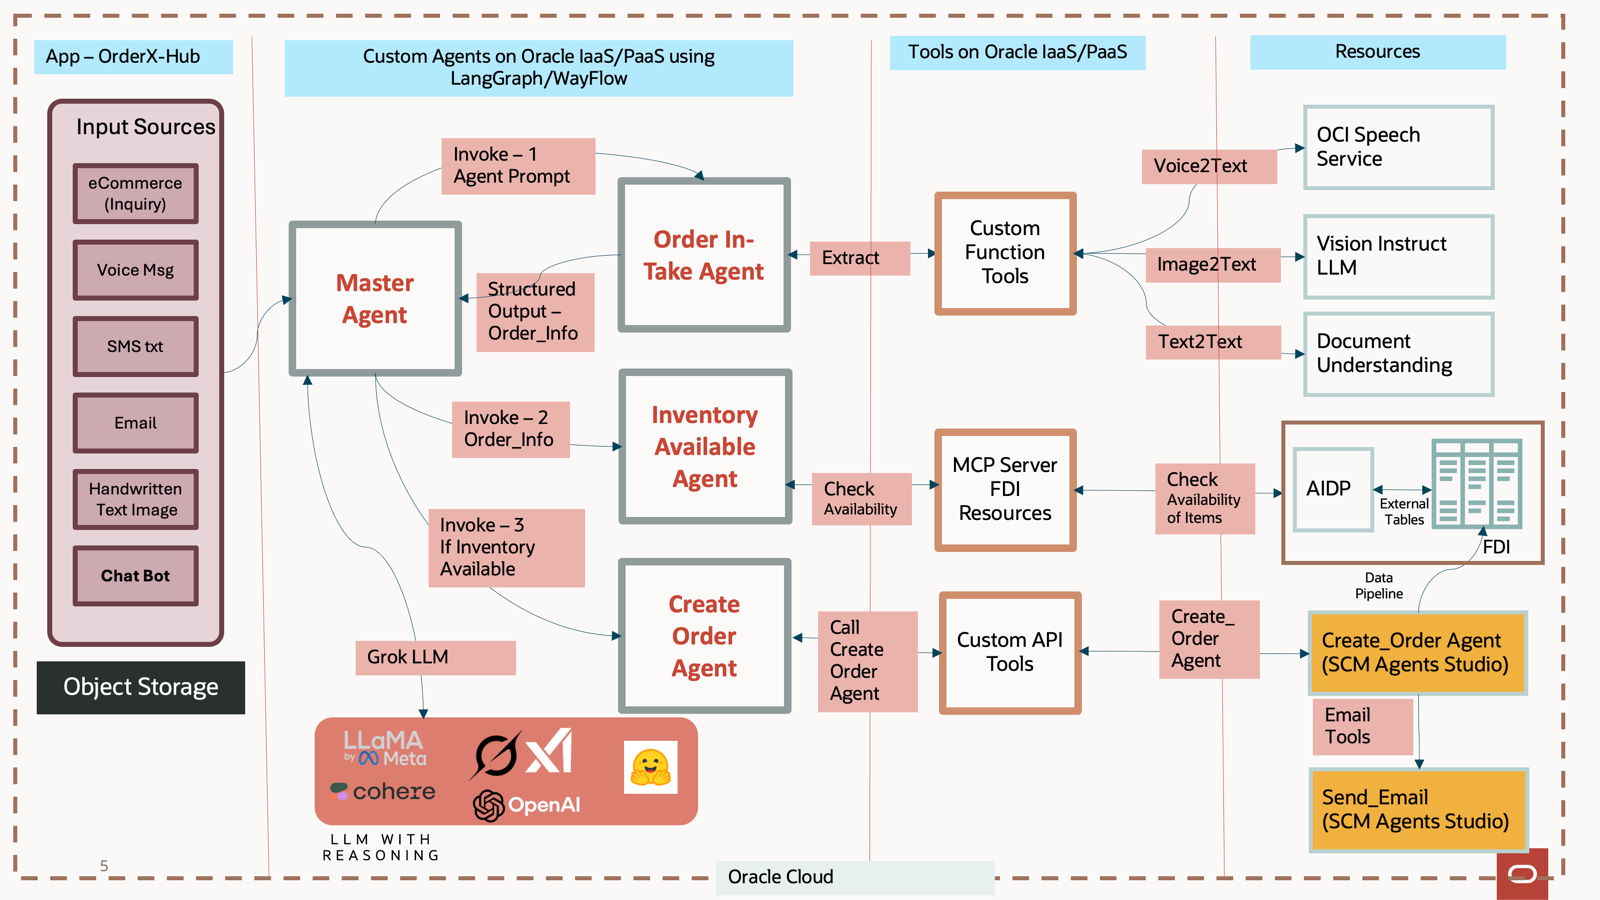 App – OrderX-Hub
Custom Agents on Oracle IaaS/PaaS using
LangGraph/WayFlow
Tools on Oracle IaaS/PaaS
Resources
Input Sources
eCommerce
(Inquiry)
Voice Msg
SMS txt
Email
Handwritten
Text Image
Chat Bot
Object Storage
Master
Agent
Invoke – 1
Agent Prompt
Structured
Output –
Order_Info
Invoke – 2
Order_Info
Invoke – 3
If Inventory
Available
Grok LLM
LLaMA
by Meta
cohere
OpenAI
LLM WITH
REASONING
Order In-
Take Agent
Inventory
Available
Agent
Create
Order
Agent
Extract
Check
Availability
Call
Create
Order
Agent
Custom
Function
Tools
MCP Server
FDI
Resources
Custom API
Tools
Voice2Text
Image2Text
Text2Text
Check
Availability
of Items
Create_
Order
Agent
OCI Speech
Service
Vision Instruct
LLM
Document
Understanding
AIDP
External
Tables
FDI
Data
Pipeline
Create_Order Agent
(SCM Agents Studio)
Email
Tools
Send_Email
(SCM Agents Studio)
5
Oracle Cloud